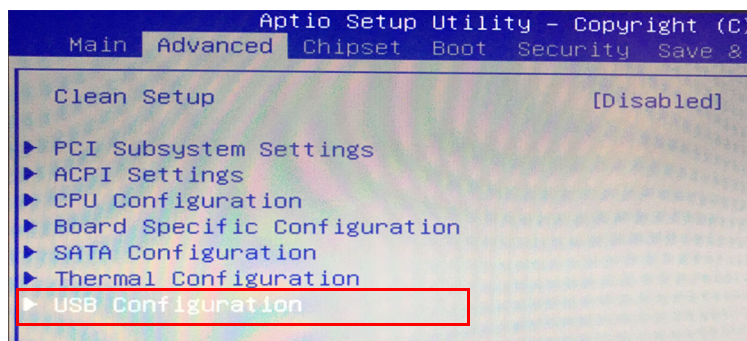 Aptio Setup Utility – Copyright (C)
Main Advanced Chipset Boot Security Save &
Clean Setup [Disabled]
PCI Subsystem Settings
ACPI Settings
CPU Configuration
Board Specific Configuration
SATA Configuration
Thermal Configuration
USB Configuration